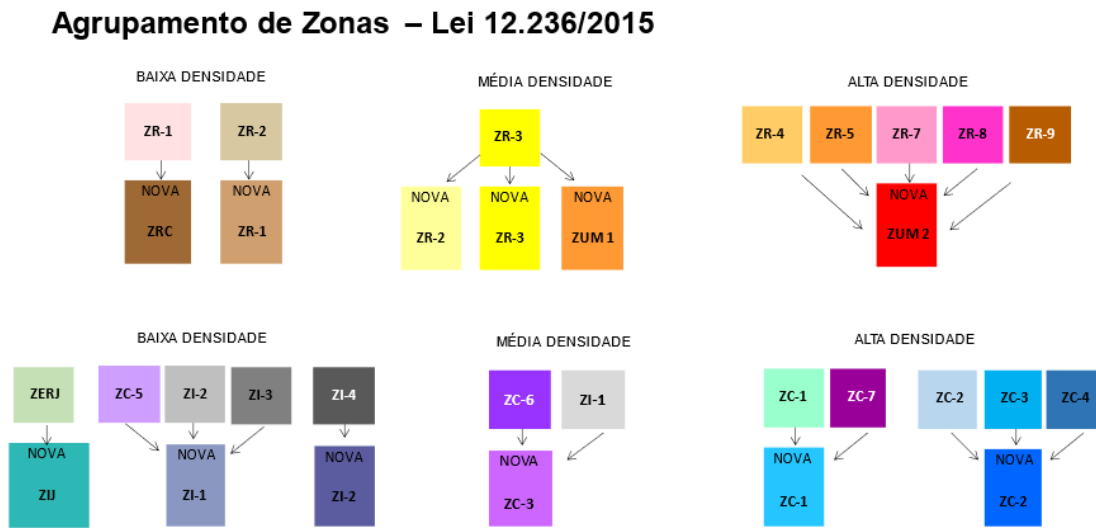 Agrupamento de Zonas – Lei 12.236/2015
BAIXA DENSIDADE
MÉDIA DENSIDADE
ALTA DENSIDADE
ZR-1
ZR-2
ZR-3
ZR-4
ZR-5
ZR-7
ZR-8
ZR-9
NOVA
ZRC
NOVA
ZR-1
NOVA
ZR-2
NOVA
ZR-3
NOVA
ZUM 1
NOVA
ZUM 2
BAIXA DENSIDADE
MÉDIA DENSIDADE
ALTA DENSIDADE
ZERJ
ZC-5
ZI-2
ZI-3
ZI-4
ZC-6
ZI-1
ZC-1
ZC-7
ZC-2
ZC-3
ZC-4
NOVA
ZIJ
NOVA
ZI-1
NOVA
ZI-2
NOVA
ZC-3
NOVA
ZC-1
NOVA
ZC-2